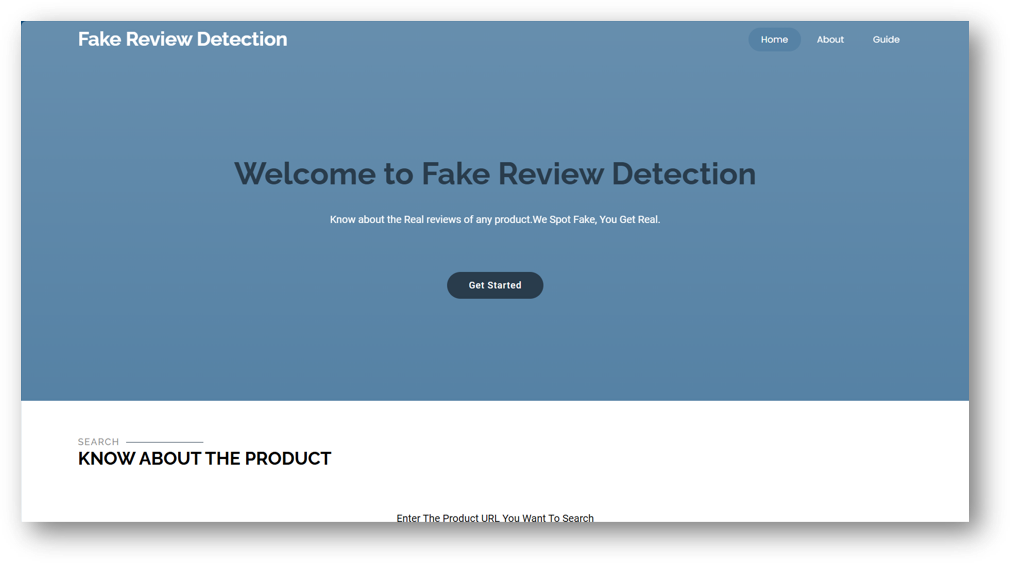 Fake Review Detection
Home About Guide
Welcome to Fake Review Detection
Know about the Real reviews of any product.We Spot Fake, You Get Real.
Get Started
SEARCH
KNOW ABOUT THE PRODUCT
Enter The Product URL You Want To Search